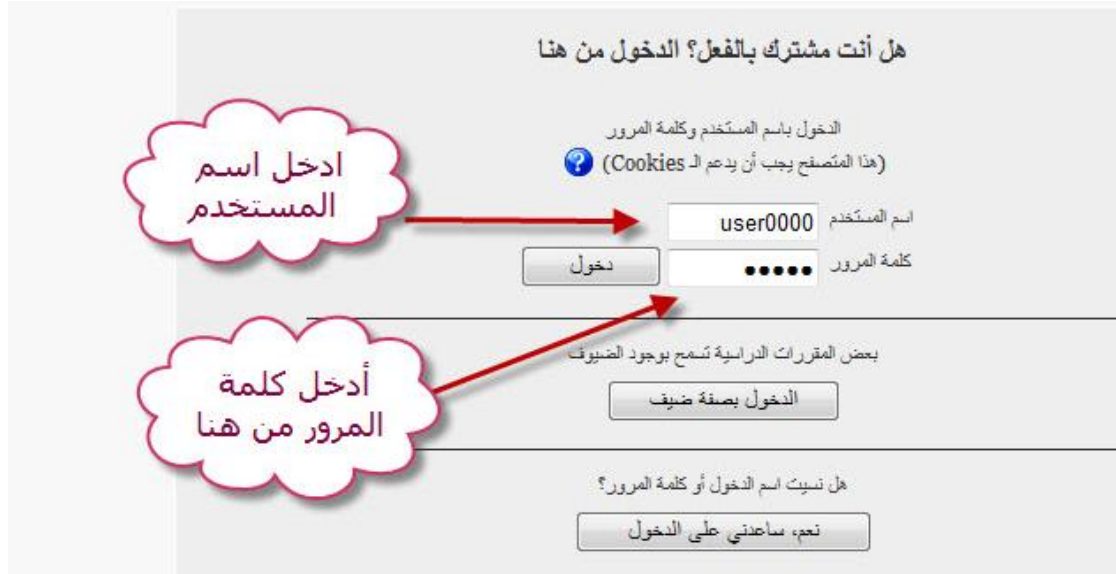 هل أنت مشترك بالفعل؟ الدخول من هنا
الدخول باسم المستخدم وكلمة المرور
(هذا المتصفح يجب أن يدعم الـ Cookies) ?
ادخل اسم
المستخدم
اسم المستخدم user0000
كلمة المرور ●●●●● دخول
أدخل كلمة
المرور من هنا
بعض المقررات الدراسية تسمح بوجود الضيوف
الدخول بصفة ضيف
هل نسيت اسم الدخول أو كلمة المرور؟
نعم، ساعدتي على الدخول